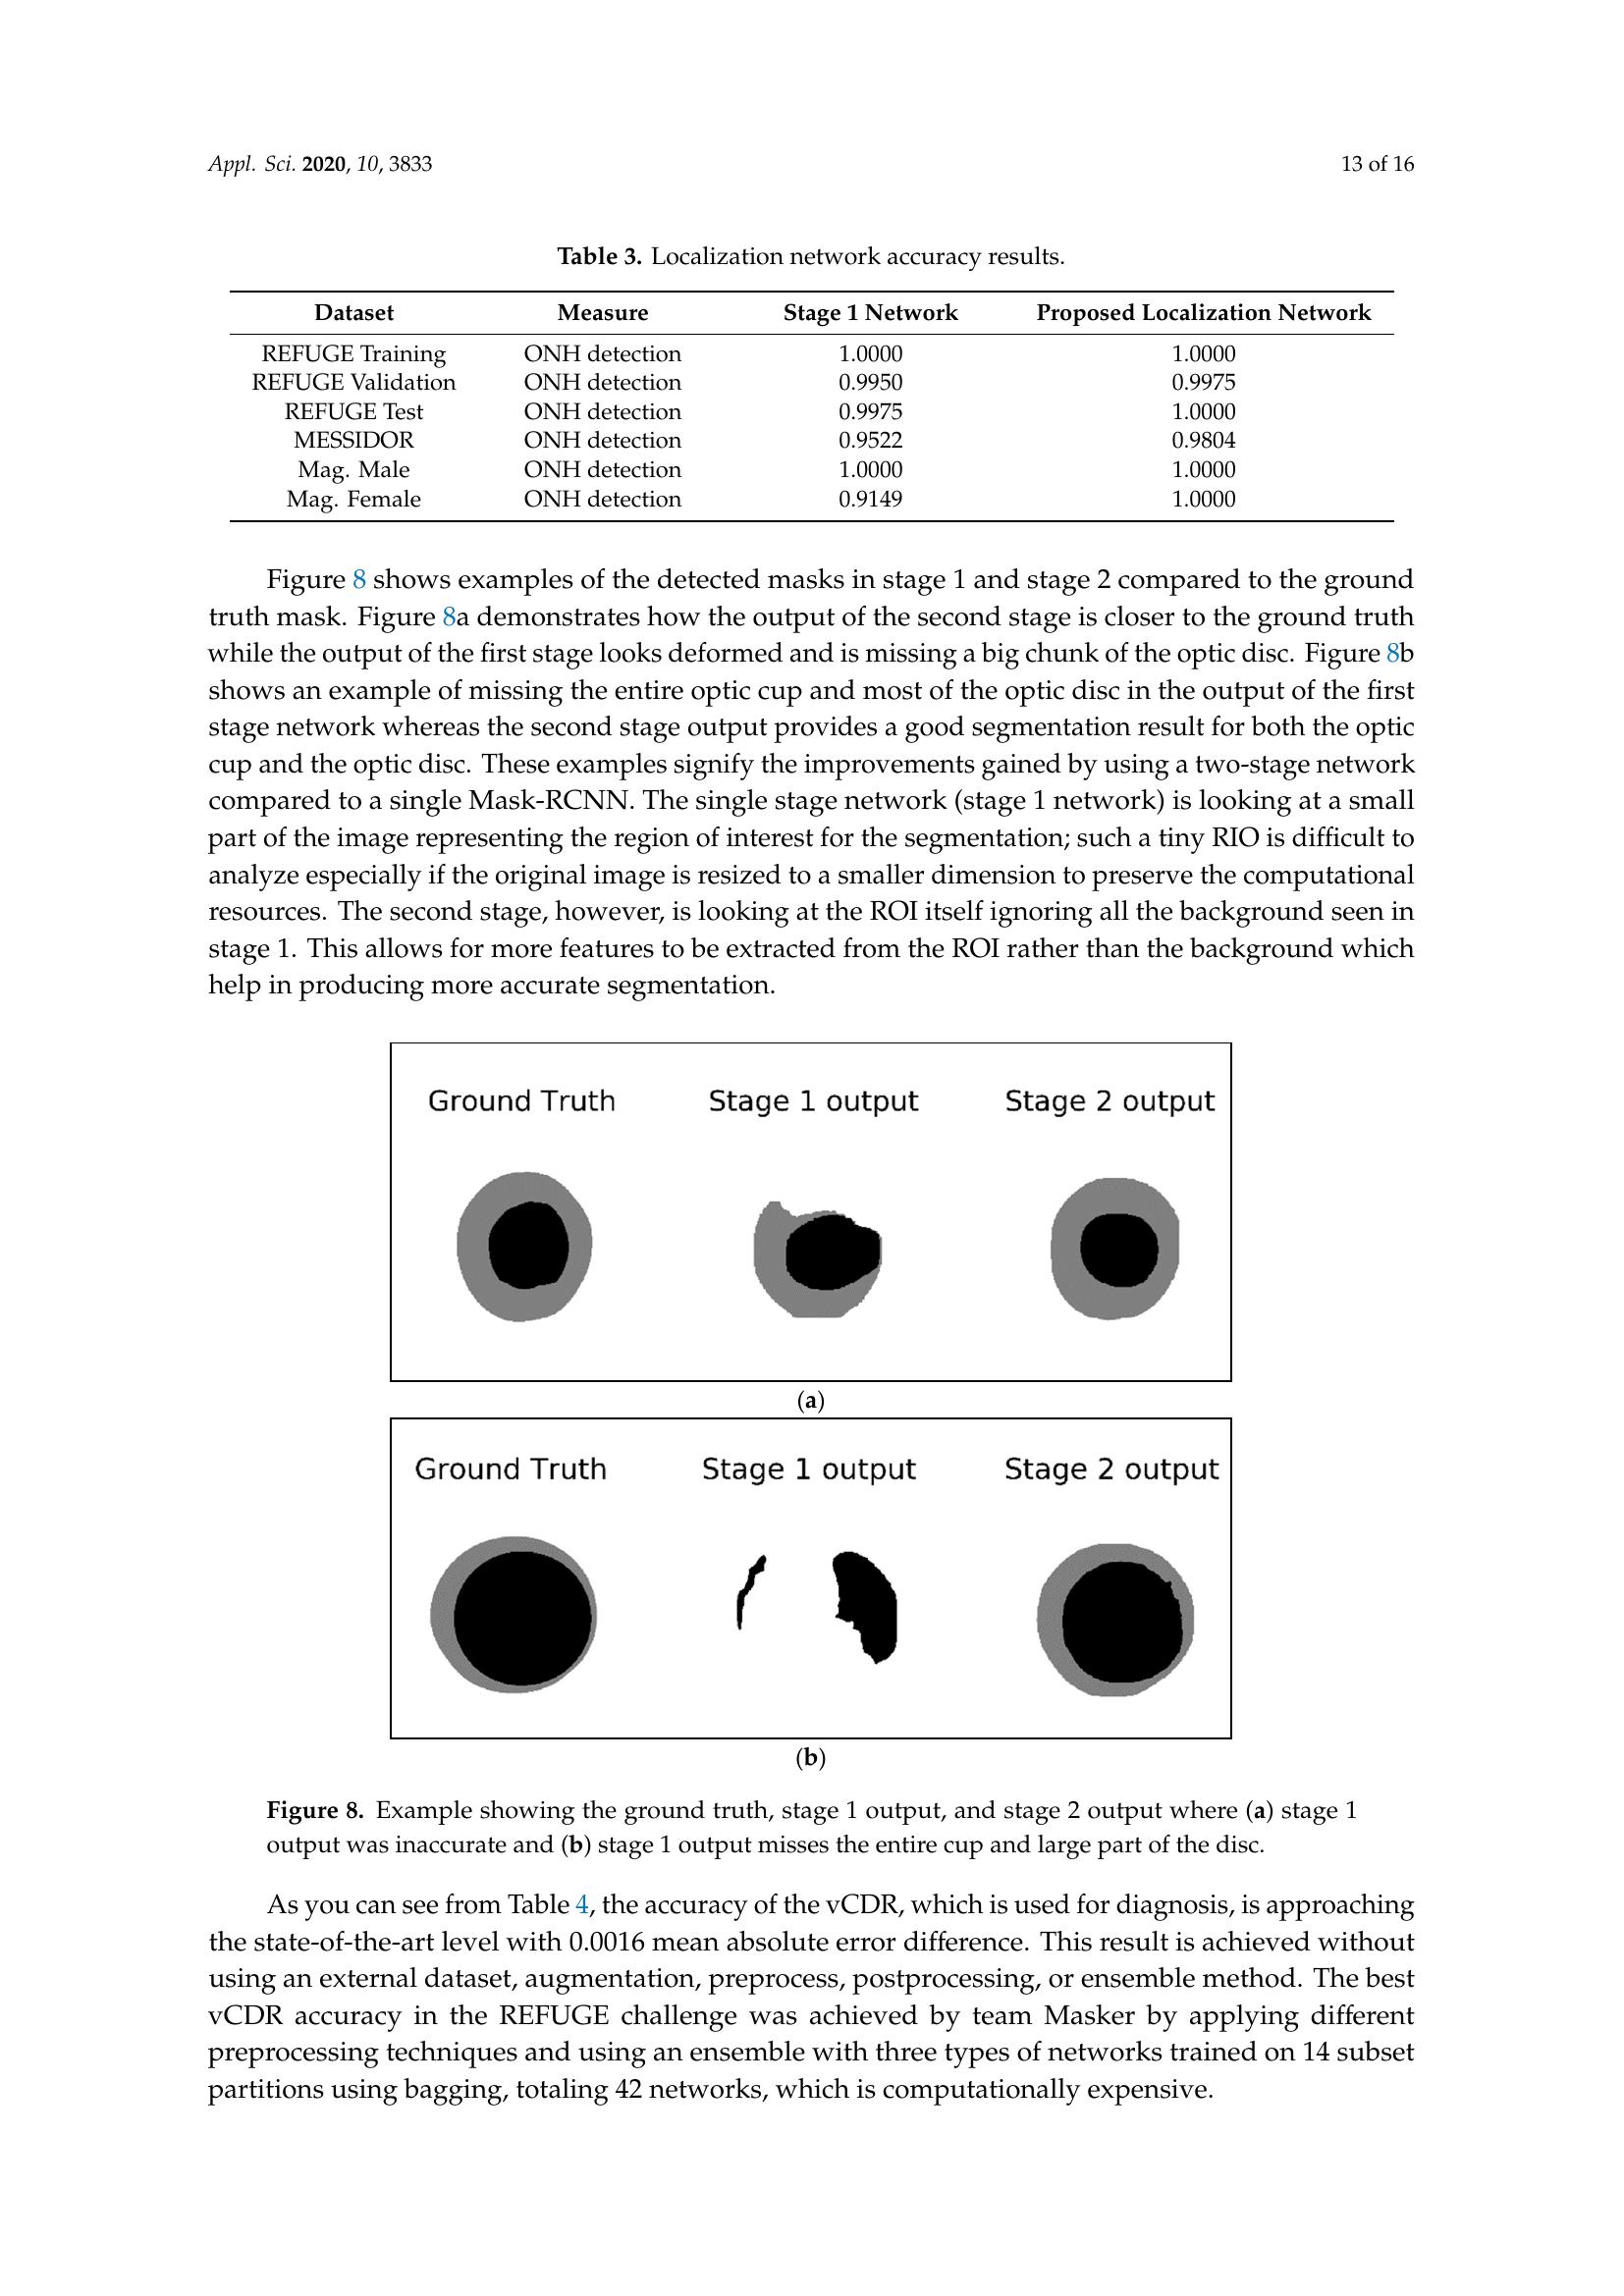 Appl. Sci. 2020, 10, 3833
13 of 16
Table 3. Localization network accuracy results.
Dataset Measure Stage 1 Network Proposed Localization Network
REFUGE Training ONH detection 1.0000 1.0000
REFUGE Validation ONH detection 0.9950 0.9975
REFUGE Test ONH detection 0.9975 1.0000
MESSIDOR ONH detection 0.9522 0.9804
Mag. Male ONH detection 1.0000 1.0000
Mag. Female ONH detection 0.9149 1.0000
Figure 8 shows examples of the detected masks in stage 1 and stage 2 compared to the ground
truth mask. Figure 8a demonstrates how the output of the second stage is closer to the ground truth
while the output of the first stage looks deformed and is missing a big chunk of the optic disc. Figure 8b
shows an example of missing the entire optic cup and most of the optic disc in the output of the first
stage network whereas the second stage output provides a good segmentation result for both the optic
cup and the optic disc. These examples signify the improvements gained by using a two-stage network
compared to a single Mask-RCNN. The single stage network (stage 1 network) is looking at a small
part of the image representing the region of interest for the segmentation; such a tiny RIO is difficult to
analyze especially if the original image is resized to a smaller dimension to preserve the computational
resources. The second stage, however, is looking at the ROI itself ignoring all the background seen in
stage 1. This allows for more features to be extracted from the ROI rather than the background which
help in producing more accurate segmentation.
Ground Truth Stage 1 output Stage 2 output
(a)
Ground Truth Stage 1 output Stage 2 output
(b)
Figure 8. Example showing the ground truth, stage 1 output, and stage 2 output where (a) stage 1
output was inaccurate and (b) stage 1 output misses the entire cup and large part of the disc.
As you can see from Table 4, the accuracy of the vCDR, which is used for diagnosis, is approaching
the state-of-the-art level with 0.0016 mean absolute error difference. This result is achieved without
using an external dataset, augmentation, preprocess, postprocessing, or ensemble method. The best
vCDR accuracy in the REFUGE challenge was achieved by team Masker by applying different
preprocessing techniques and using an ensemble with three types of networks trained on 14 subset
partitions using bagging, totaling 42 networks, which is computationally expensive.